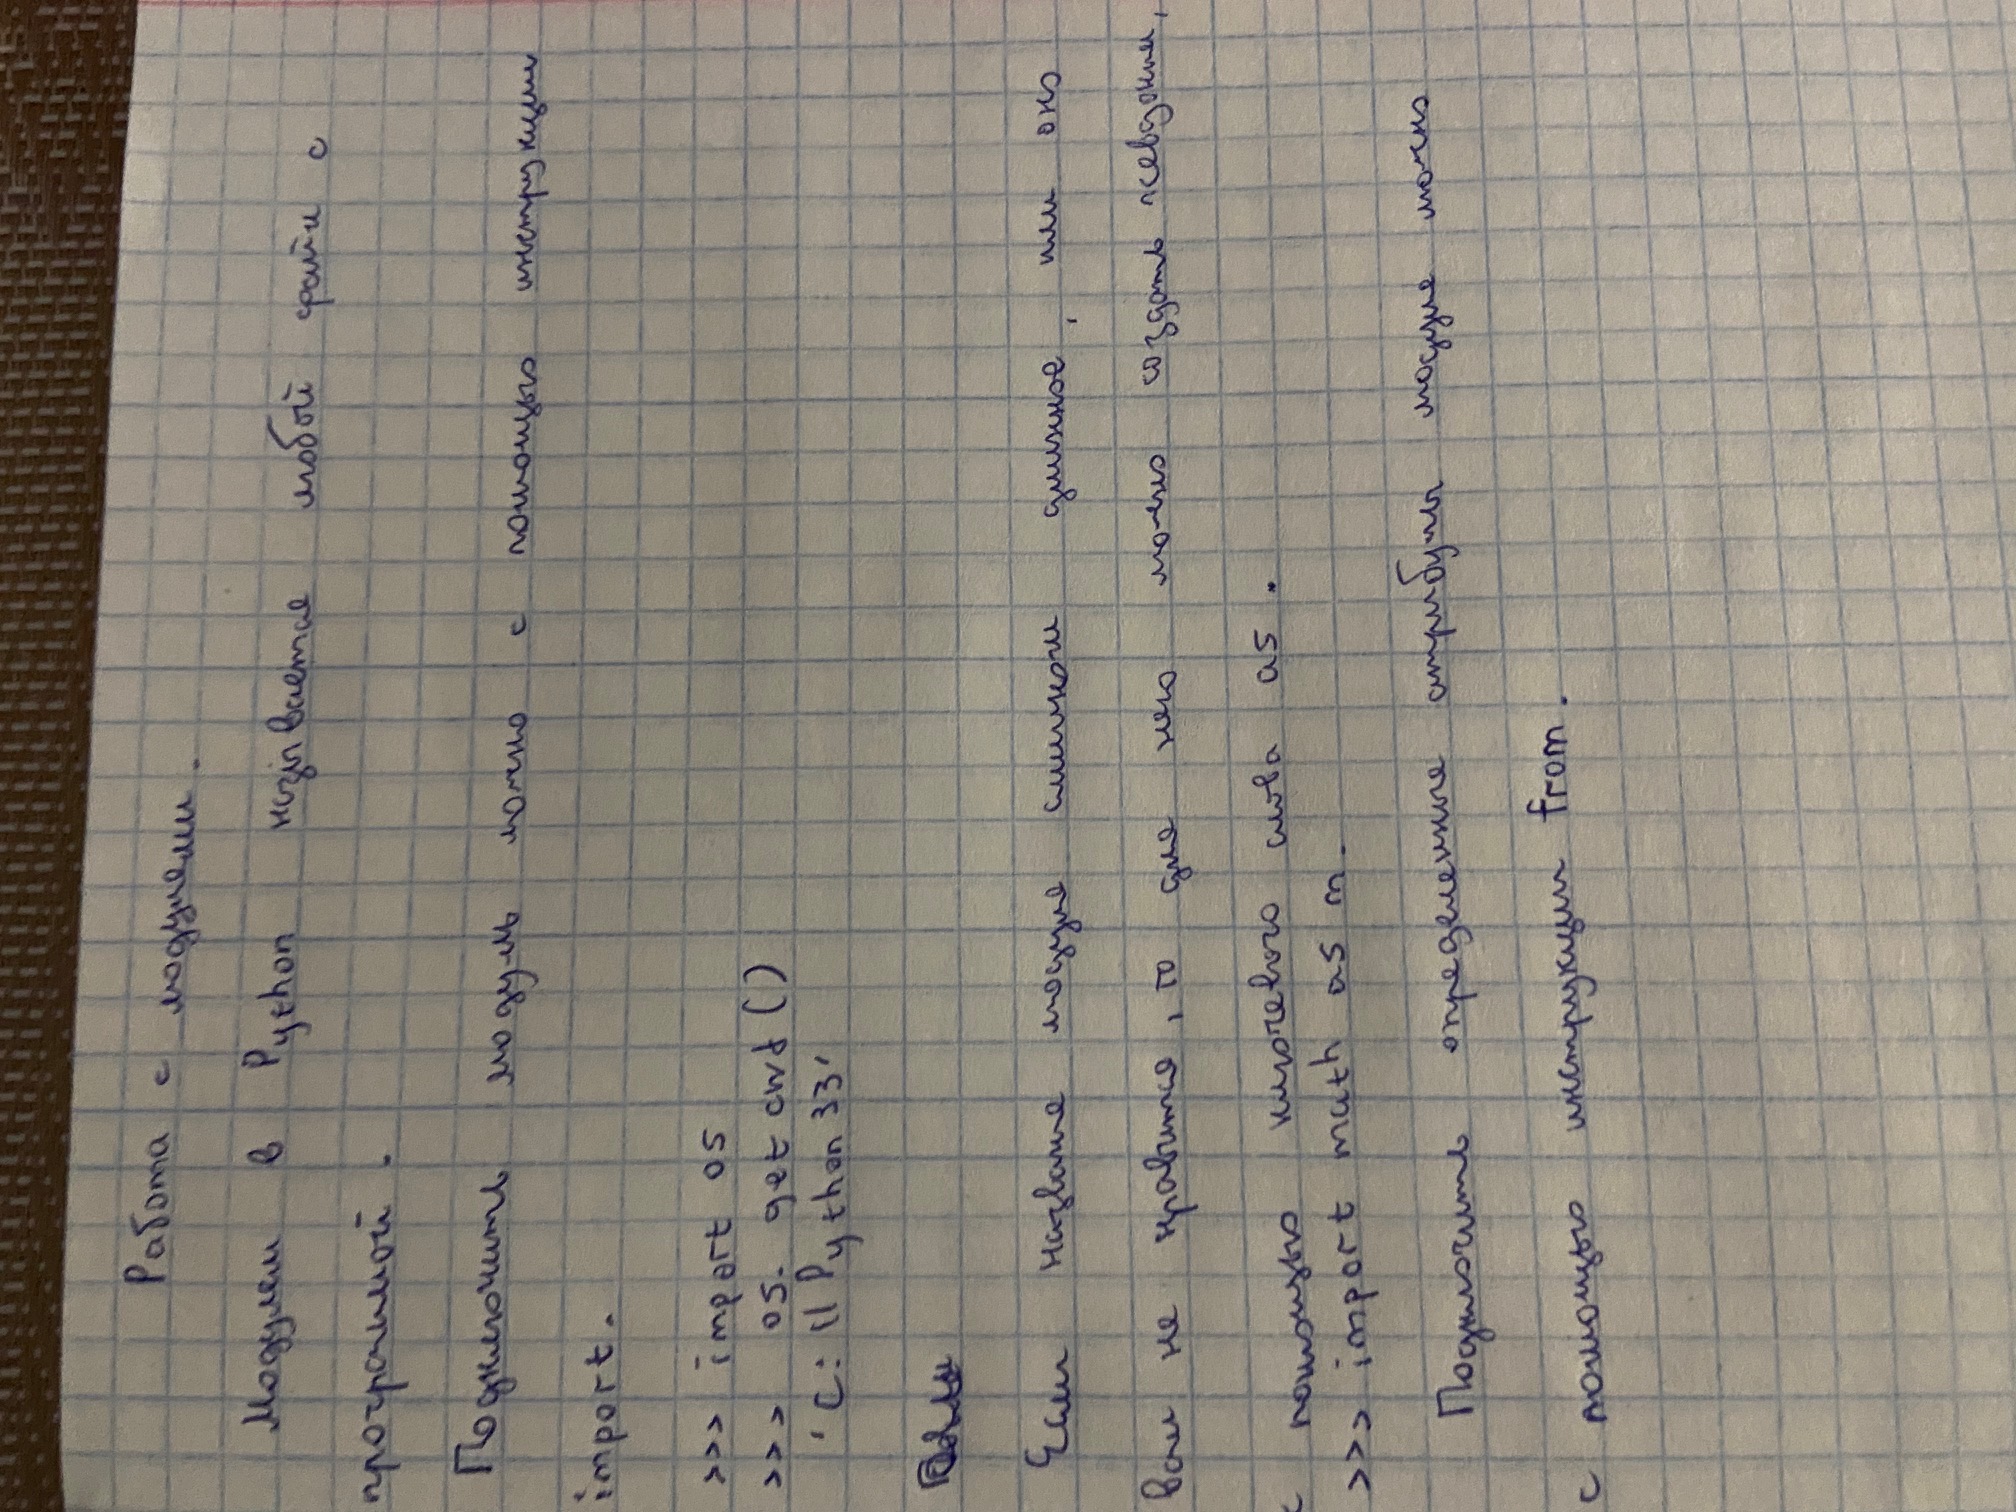 Работа с модулями.
Модулем в Python называется любой файл с
программой.
Подключить модуль можно с помощью инструкции
import.
>>> import os
>>> os. getcwd()
'C:\\Python33'
Если название модуля слишком длинное, или оно
вам не нравится, то для него можно создать псевдоним,
с помощью ключевого слова as.
>>> import math as m.
Подключить определенные атрибуты модуля можно
с помощью инструкции from.